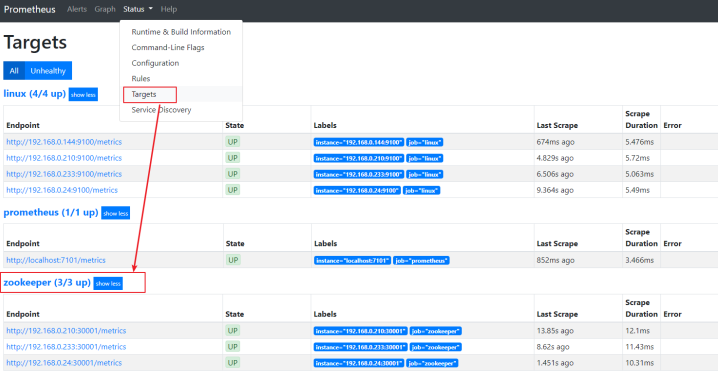 Prometheus Alerts Graph Status Help
Runtime & Build Information
Command-Line Flags
Configuration
Rules
Targets
Service Discovery
Targets
All Unhealthy
linux (4/4 up) show less
Endpoint State Labels Last Scrape Scrape Duration Error
http://192.168.0.144:9100/metrics UP instance="192.168.0.144:9100" job="linux" 674ms ago 5.476ms
http://192.168.0.210:9100/metrics UP instance="192.168.0.210:9100" job="linux" 4.829s ago 5.72ms
http://192.168.0.233:9100/metrics UP instance="192.168.0.233:9100" job="linux" 6.506s ago 5.063ms
http://192.168.0.24:9100/metrics UP instance="192.168.0.24:9100" job="linux" 9.364s ago 5.49ms
prometheus (1/1 up) show less
Endpoint State Labels Last Scrape Scrape Duration Error
http://localhost:7101/metrics UP instance="localhost:7101" job="prometheus" 852ms ago 3.466ms
zookeeper (3/3 up) show less
Endpoint State Labels Last Scrape Scrape Duration Error
http://192.168.0.210:30001/metrics UP instance="192.168.0.210:30001" job="zookeeper" 13.85s ago 12.1ms
http://192.168.0.233:30001/metrics UP instance="192.168.0.233:30001" job="zookeeper" 8.62s ago 11.43ms
http://192.168.0.24:30001/metrics UP instance="192.168.0.24:30001" job="zookeeper" 1.451s ago 10.31ms